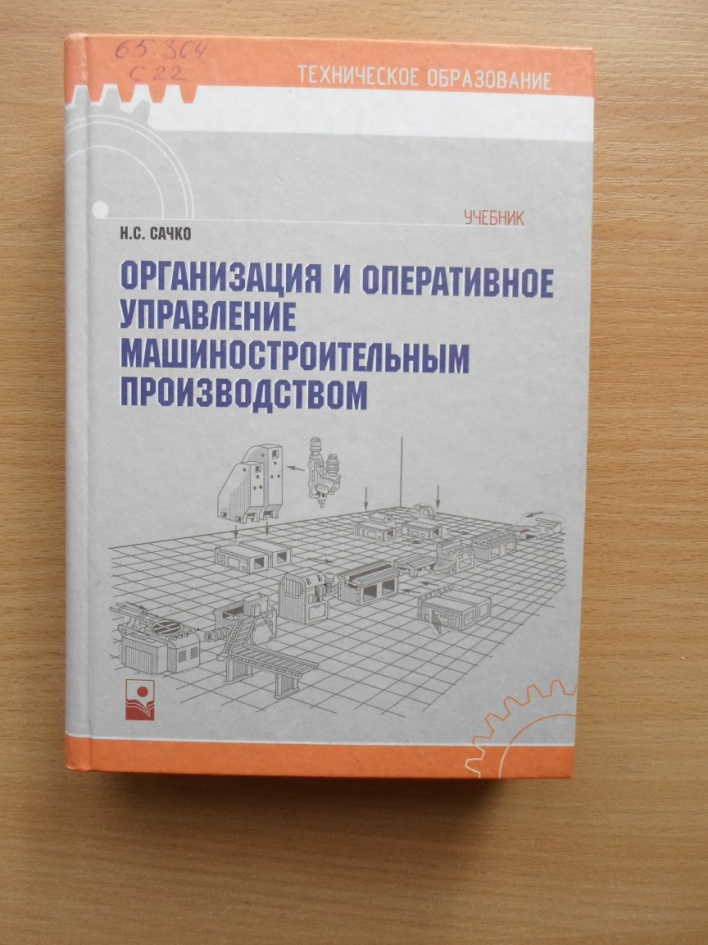 65.304
С22
ТЕХНИЧЕСКОЕ ОБРАЗОВАНИЕ
УЧЕБНИК
Н.С. САЧКО
ОРГАНИЗАЦИЯ И ОПЕРАТИВНОЕ
УПРАВЛЕНИЕ
МАШИНОСТРОИТЕЛЬНЫМ
ПРОИЗВОДСТВОМ